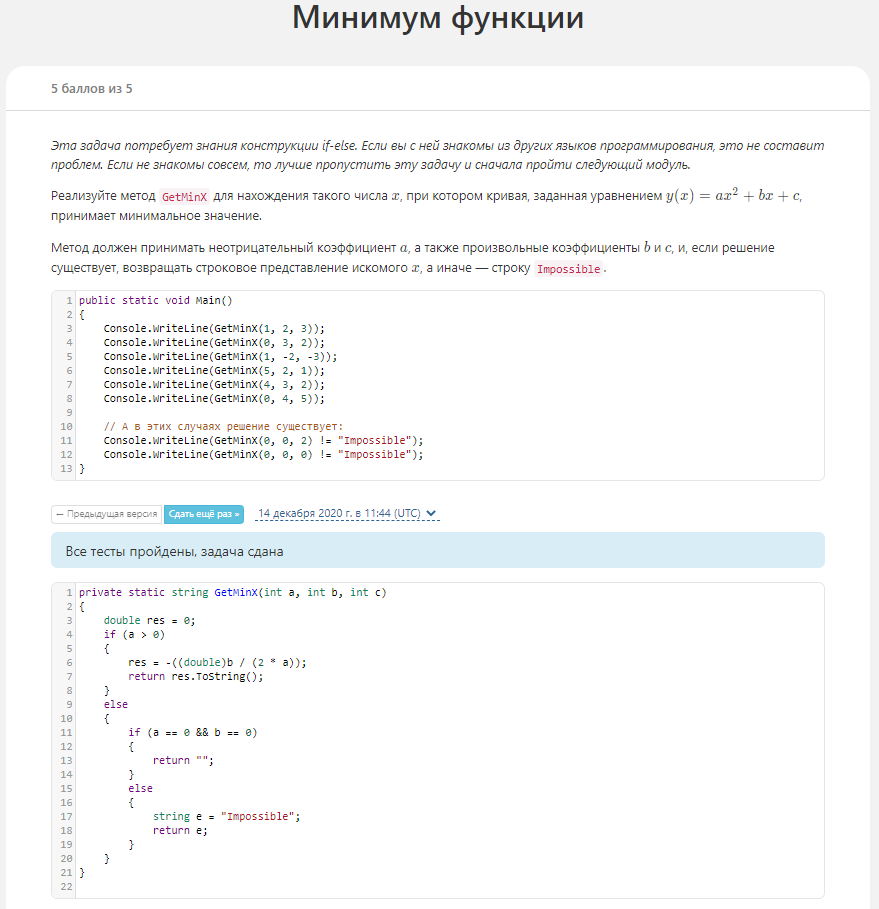 Минимум функции
5 баллов из 5
Эта задача потребует знания конструкции if-else. Если вы с ней знакомы из других языков программирования, это не составит
проблем. Если не знакомы совсем, то лучше пропустить эту задачу и сначала пройти следующий модуль.
Реализуйте метод GetMinX для нахождения такого числа x, при котором кривая, заданная уравнением y(x) = ax² + bx + c,
принимает минимальное значение.
Метод должен принимать неотрицательный коэффициент a, а также произвольные коэффициенты b и c, и, если решение
существует, возвращать строковое представление искомого x, а иначе — строку Impossible.
1 public static void Main()
2 {
3     Console.WriteLine(GetMinX(1, 2, 3));
4     Console.WriteLine(GetMinX(0, 3, 2));
5     Console.WriteLine(GetMinX(1, -2, -3));
6     Console.WriteLine(GetMinX(5, 2, 1));
7     Console.WriteLine(GetMinX(4, 3, 2));
8     Console.WriteLine(GetMinX(0, 4, 5));
9
10     // А в этих случаях решение существует:
11     Console.WriteLine(GetMinX(0, 0, 2) != "Impossible");
12     Console.WriteLine(GetMinX(0, 0, 0) != "Impossible");
13 }
← Предыдущая версия Сдать ещё раз » 14 декабря 2020 г. в 11:44 (UTC)
Все тесты пройдены, задача сдана
1 private static string GetMinX(int a, int b, int c)
2 {
3     double res = 0;
4     if (a > 0)
5     {
6         res = -((double)b / (2 * a));
7         return res.ToString();
8     }
9     else
10     {
11         if (a == 0 && b == 0)
12         {
13             return "";
14         }
15         else
16         {
17             string e = "Impossible";
18             return e;
19         }
20     }
21 }
22